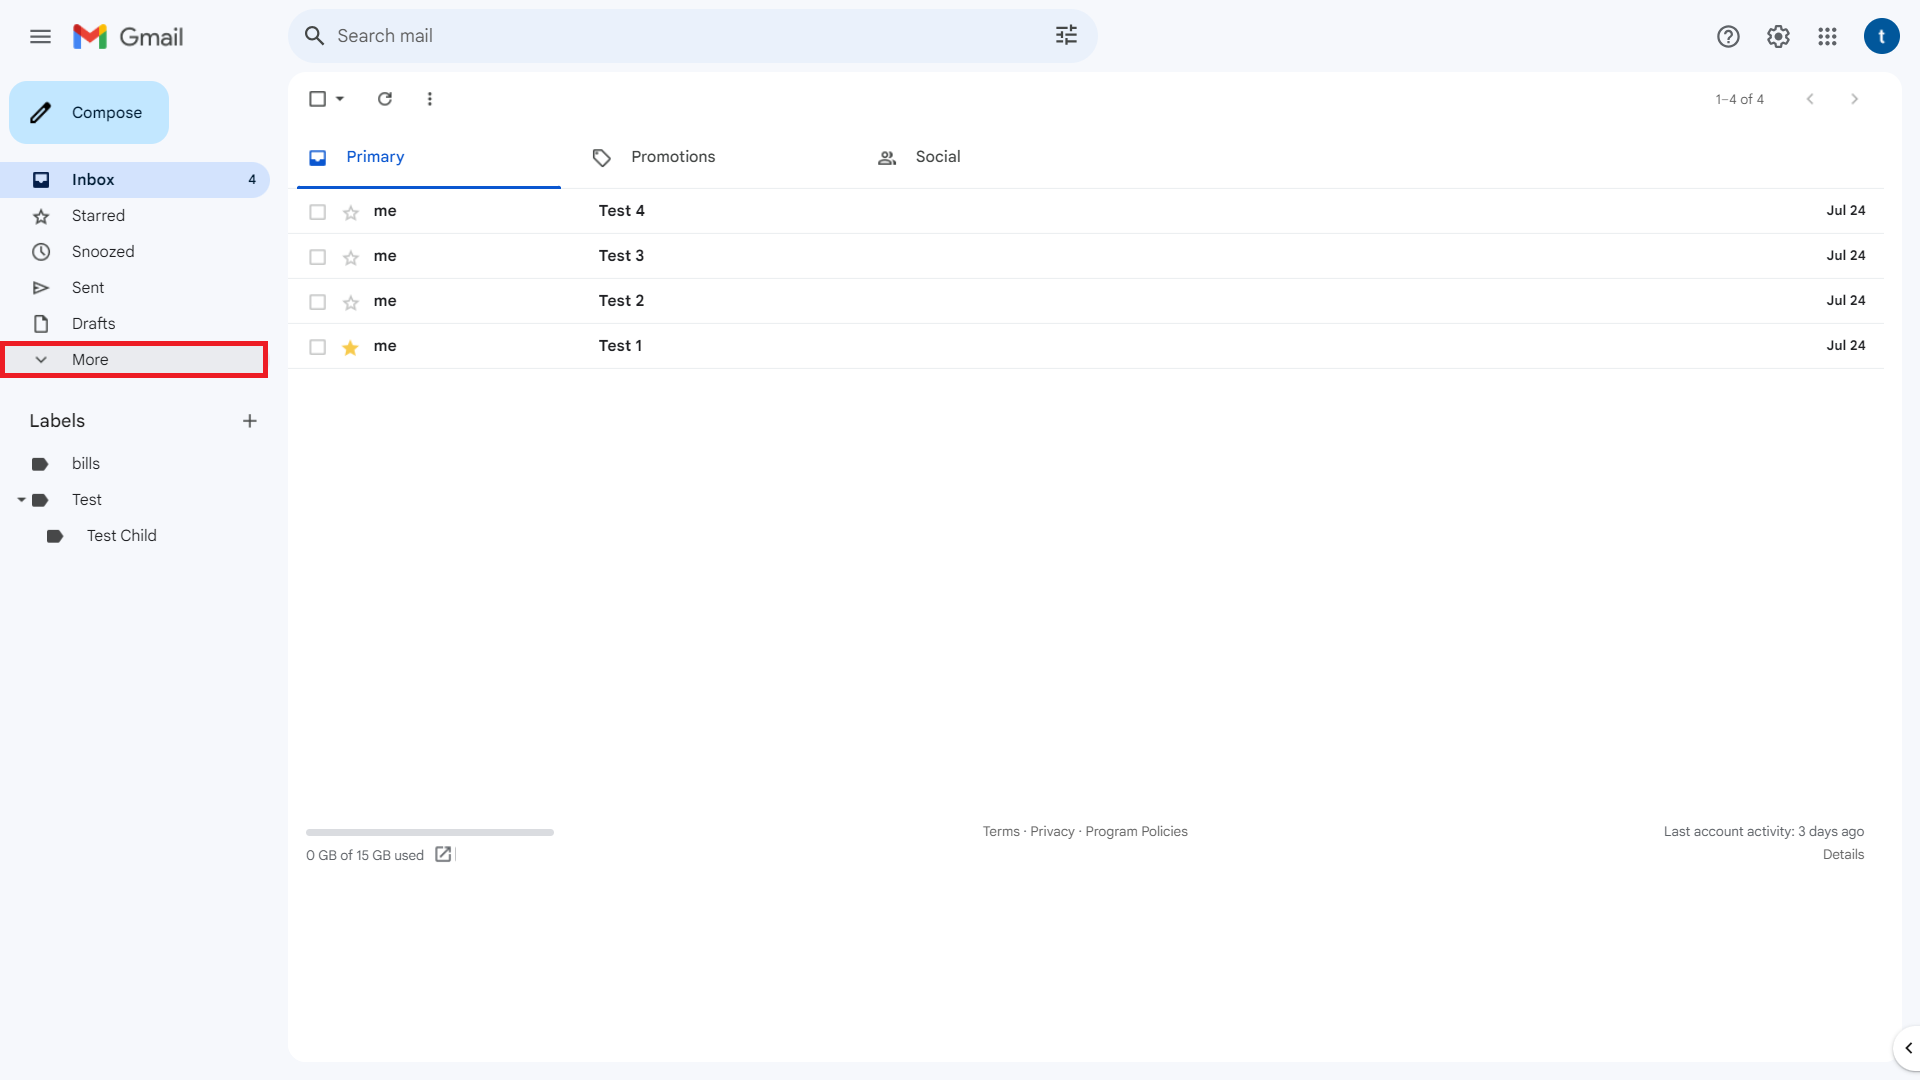 Gmail
Search mail
t
Compose
1–4 of 4
Primary
Promotions
Social
Inbox 4
Starred
Snoozed
Sent
Drafts
More
Labels
bills
Test
Test Child
me Test 4 Jul 24
me Test 3 Jul 24
me Test 2 Jul 24
me Test 1 Jul 24
0 GB of 15 GB used
Terms · Privacy · Program Policies
Last account activity: 3 days ago
Details